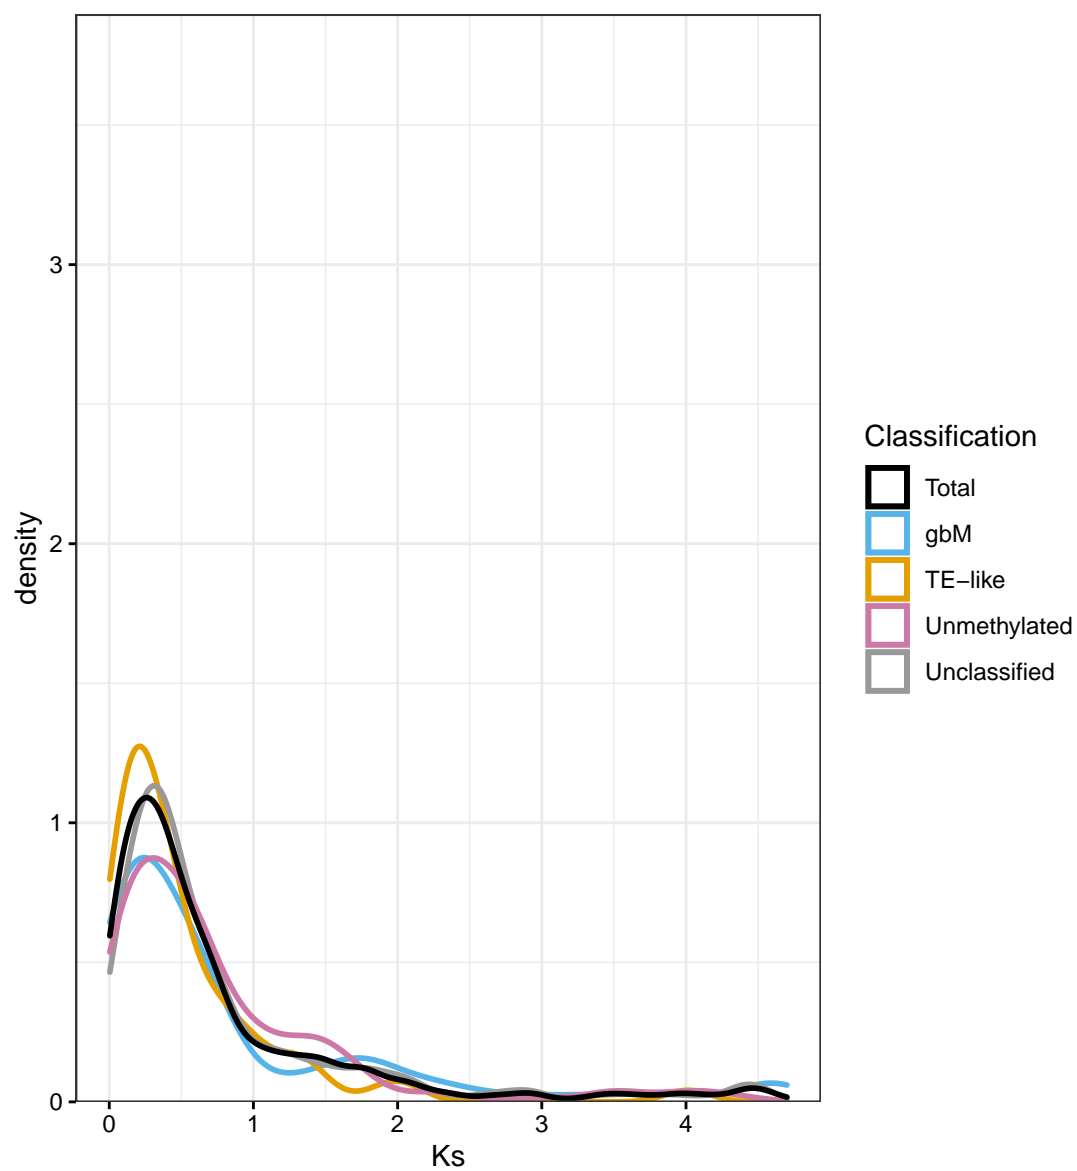 3
2
1
0
0
1
2
3
4
Ks
density
Classification
Total
gbM
TE−like
Unmethylated
Unclassified